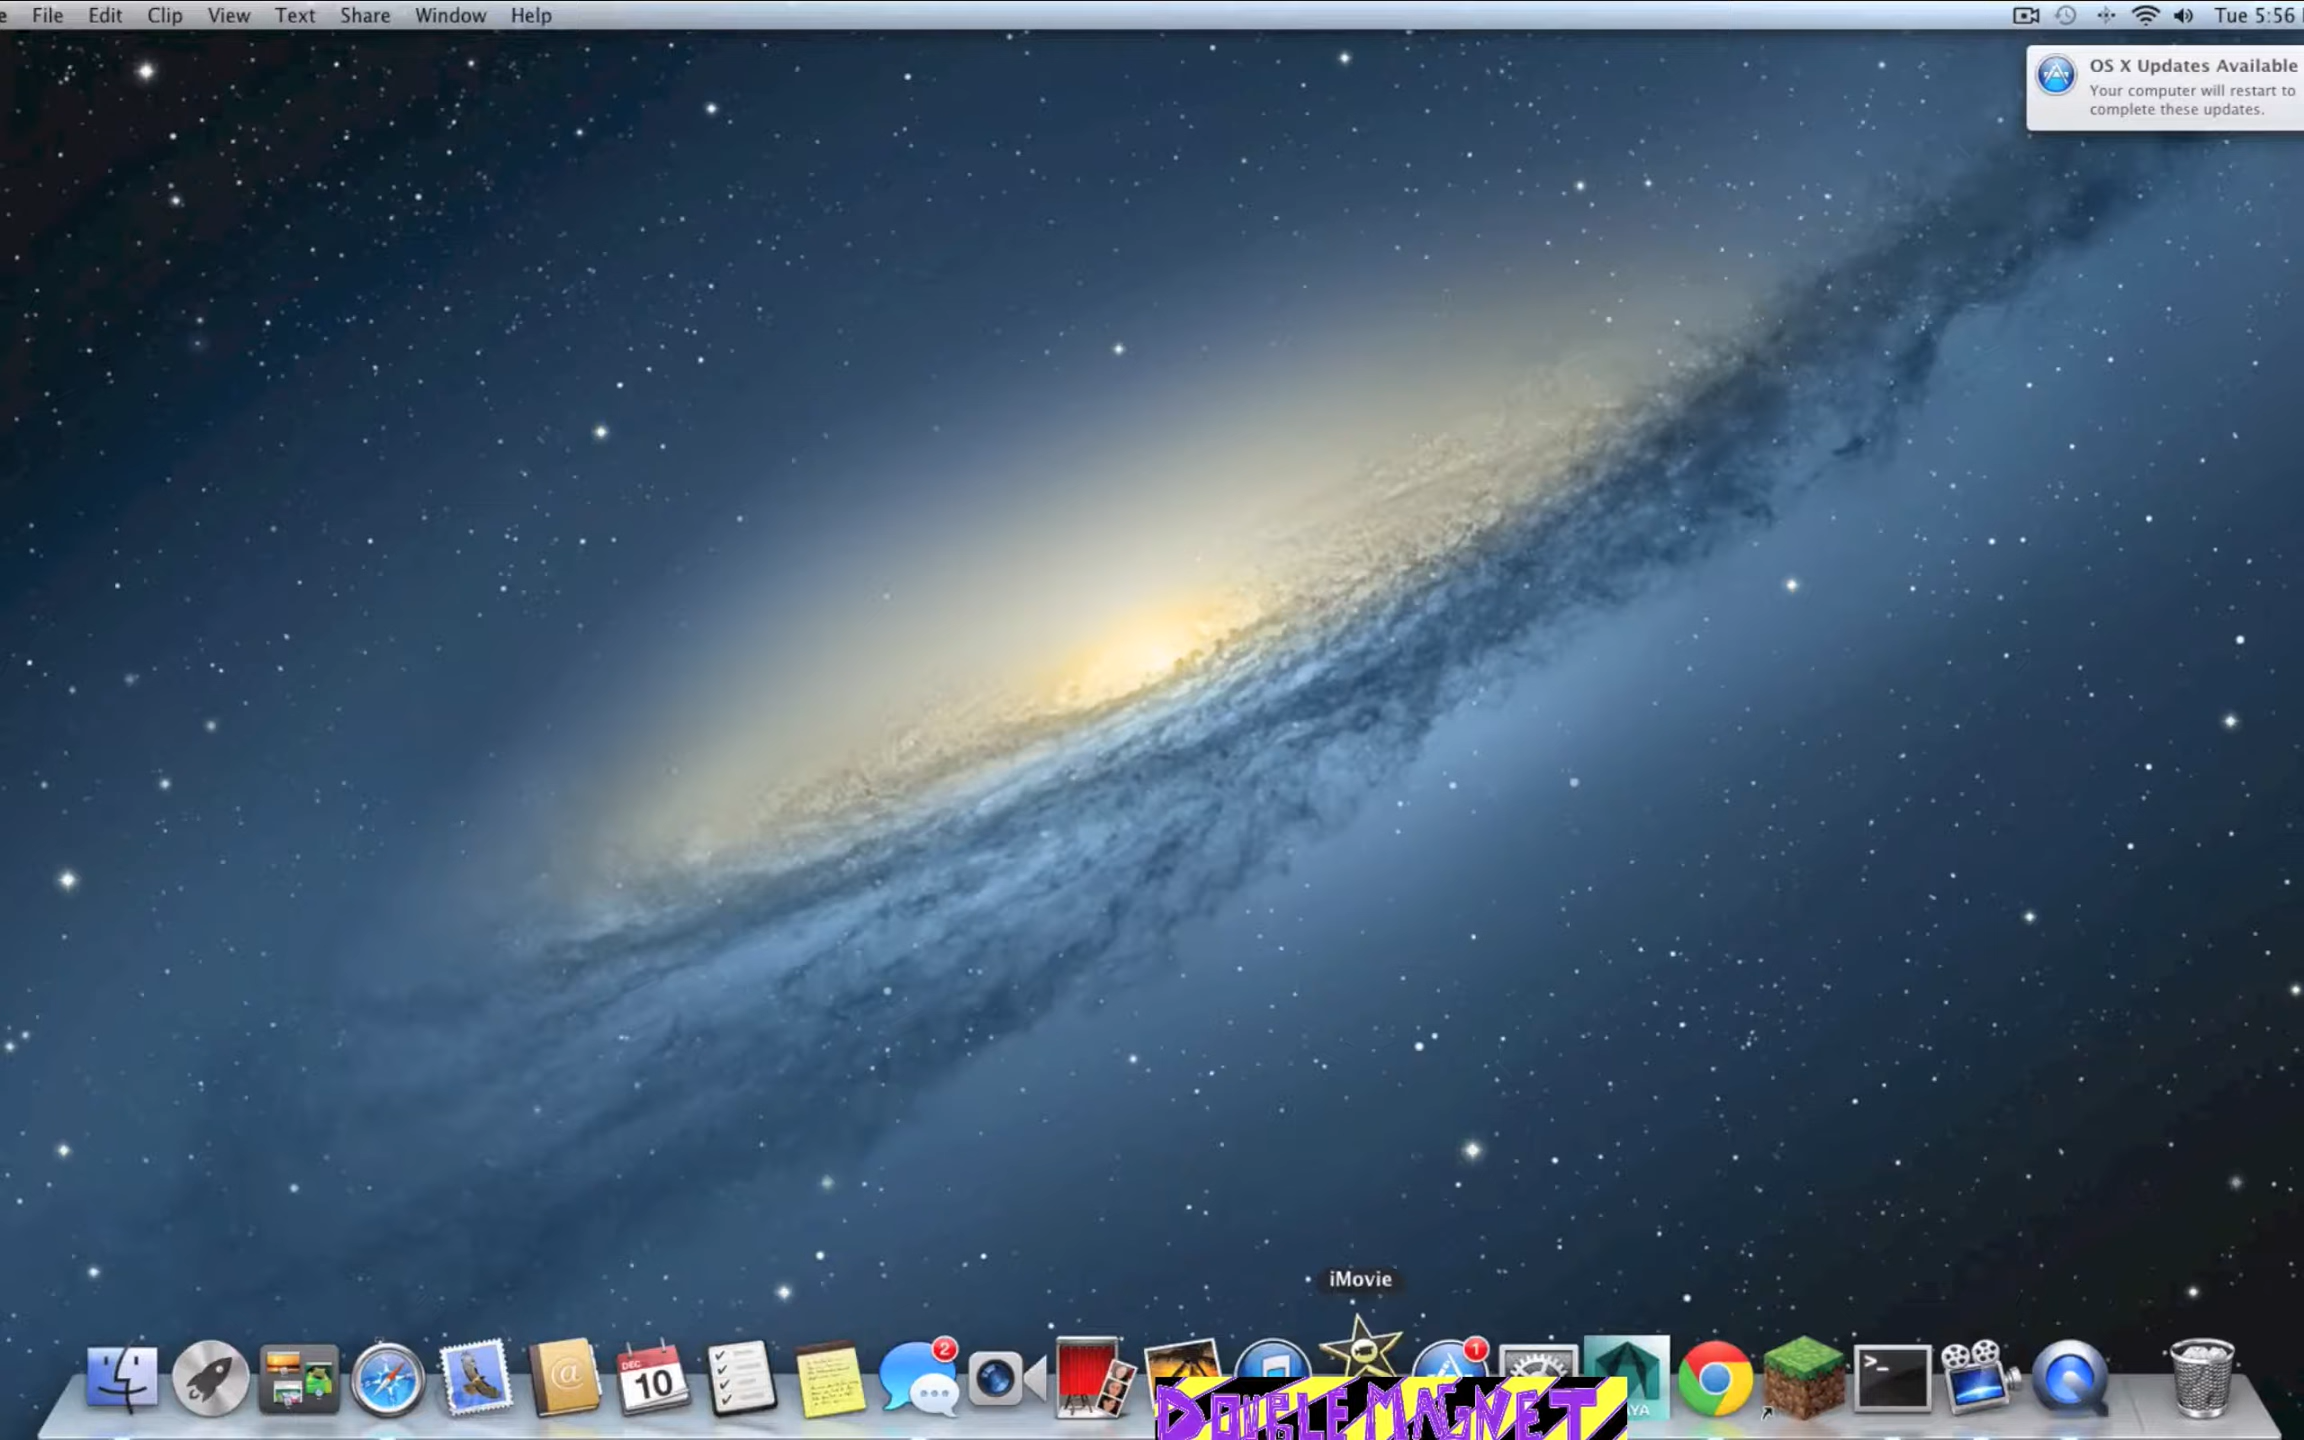 e File Edit Clip View Text Share Window Help
Tue 5:56
OS X Updates Available
Your computer will restart to
complete these updates.
iMovie
2
1
DEC
10
@
>_
AYA
DOUBLE MAGNET